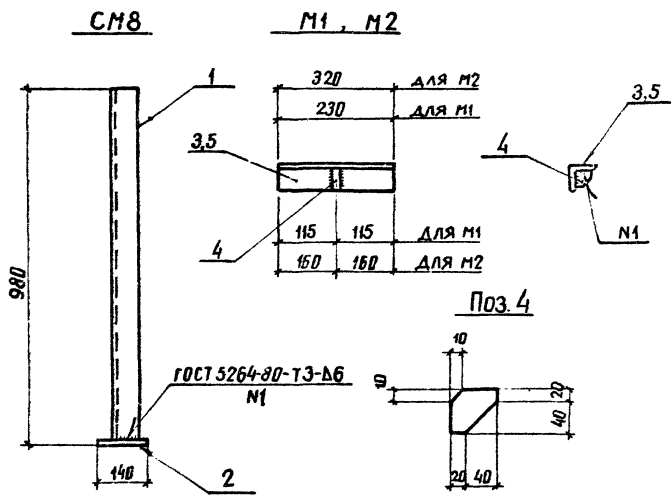 СМ8
М1, М2
1
320 для М2
230 для М1
3,5
4
115 115 для М1
160 160 для М2
3,5
4
N1
980
ГОСТ 5264-80-Т3-Δ6
N1
140
2
Поз. 4
10
10
20
40
20 40